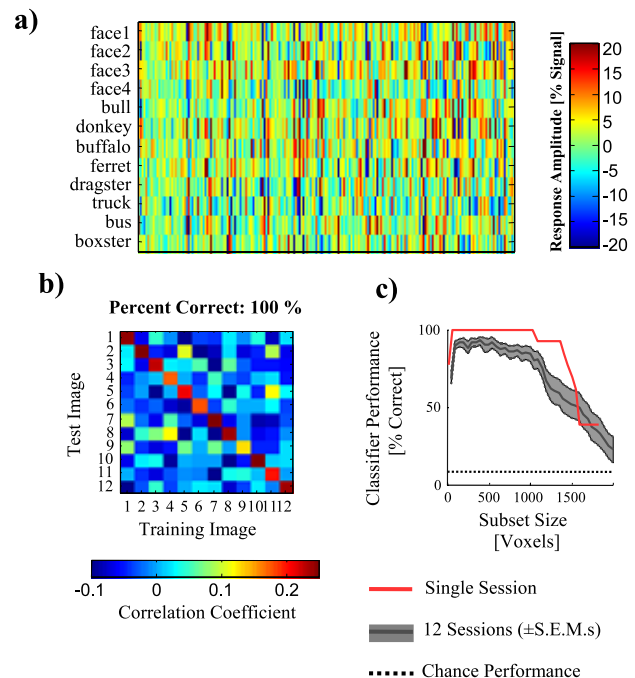 a)
face1
face2
face3
face4
bull
donkey
buffalo
ferret
dragster
truck
bus
boxster
Response Amplitude [% Signal]
20
15
10
5
0
-5
-10
-15
-20
b)
Percent Correct: 100 %
Test Image
1
2
3
4
5
6
7
8
9
10
11
12
1 2 3 4 5 6 7 8 9 10 11 12
Training Image
-0.1 0 0.1 0.2
Correlation Coefficient
c)
Classifier Performance
[% Correct]
100
50
0
0 500 1000 1500
Subset Size
[Voxels]
Single Session
12 Sessions (±S.E.M.s)
Chance Performance